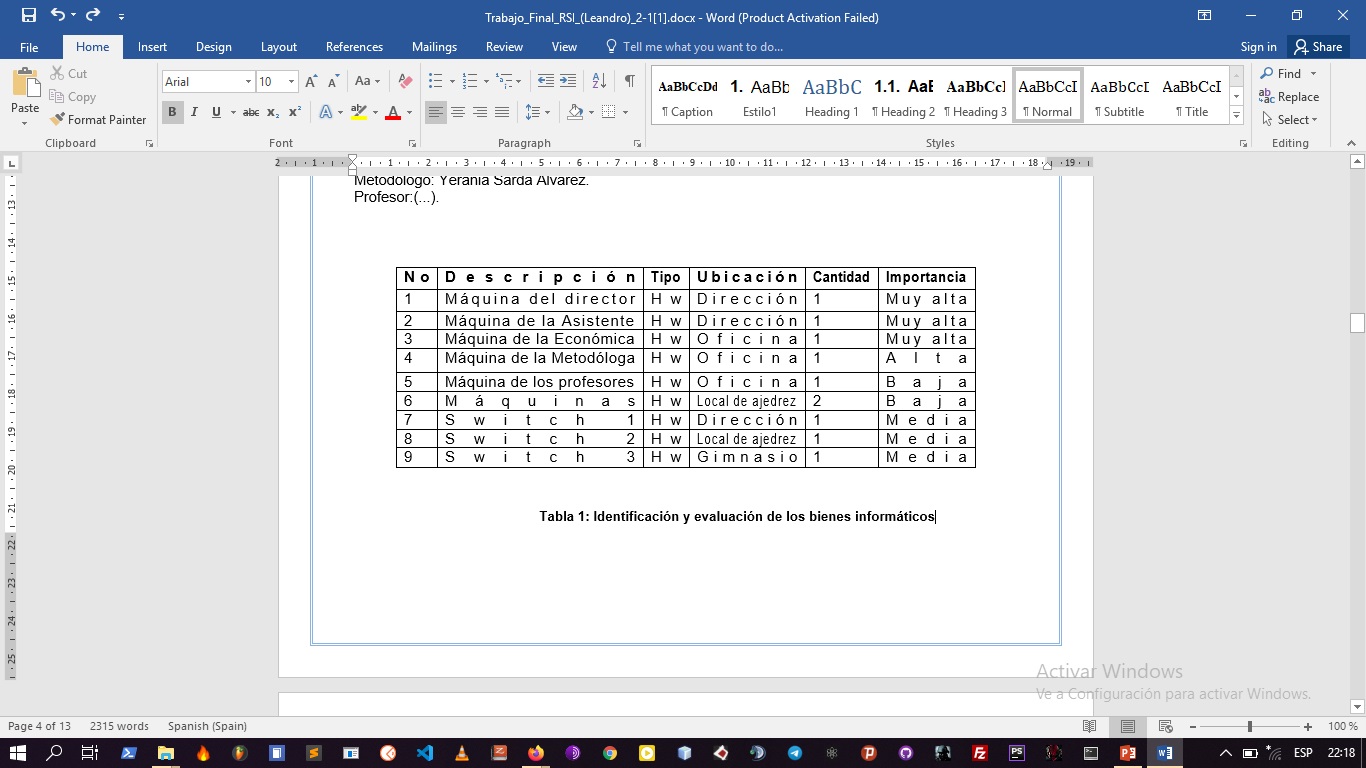 Trabajo_Final_RSI_(Leandro)_2-1[1].docx - Word (Product Activation Failed)
File Home Insert Design Layout References Mailings Review View Tell me what you want to do... Sign in Share
Cut
Copy
Paste
Format Painter
Clipboard
Arial 10
Font
Paragraph
AaBbCcDd AaBb AaBbC 1.1. AaB AaBbCcI AaBbCcI AaBbCcI AaBbCcI
¶ Caption Estilo1 Heading 1 ¶ Heading 2 ¶ Heading 3 ¶ Normal ¶ Subtitle ¶ Title
Styles
Find
Replace
Select
Editing
Metodólogo: Yerania Sarda Alvarez.
Profesor:(...).
No Descripción Tipo Ubicación Cantidad Importancia
1 Máquina del director Hw Dirección 1 Muy alta
2 Máquina de la Asistente Hw Dirección 1 Muy alta
3 Máquina de la Económica Hw Oficina 1 Muy alta
4 Máquina de la Metodóloga Hw Oficina 1 Alta
5 Máquina de los profesores Hw Oficina 1 Baja
6 Máquinas Hw Local de ajedrez 2 Baja
7 Switch 1 Hw Dirección 1 Media
8 Switch 2 Hw Local de ajedrez 1 Media
9 Switch 3 Hw Gimnasio 1 Media
Tabla 1: Identificación y evaluación de los bienes informáticos
Activar Windows
Ve a Configuración para activar Windows.
Page 4 of 13 2315 words Spanish (Spain) 100 %
ESP 22:18